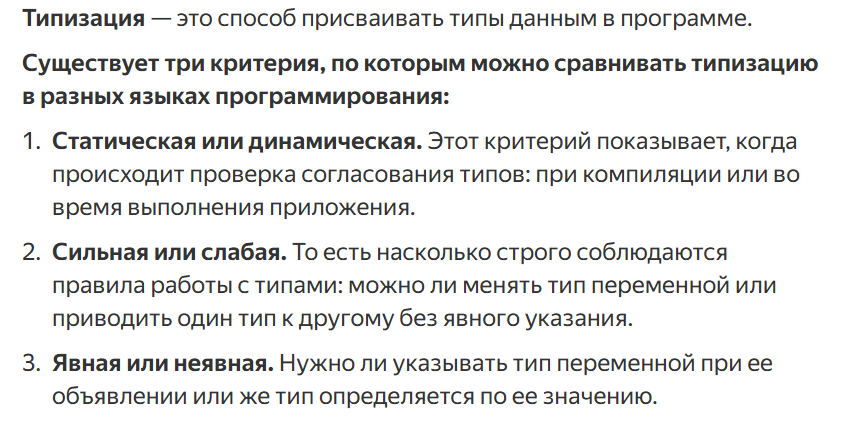 Типизация — это способ присваивать типы данным в программе.
Существует три критерия, по которым можно сравнивать типизацию
в разных языках программирования:
1. Статическая или динамическая. Этот критерий показывает, когда
происходит проверка согласования типов: при компиляции или во
время выполнения приложения.
2. Сильная или слабая. То есть насколько строго соблюдаются
правила работы с типами: можно ли менять тип переменной или
приводить один тип к другому без явного указания.
3. Явная или неявная. Нужно ли указывать тип переменной при ее
объявлении или же тип определяется по ее значению.